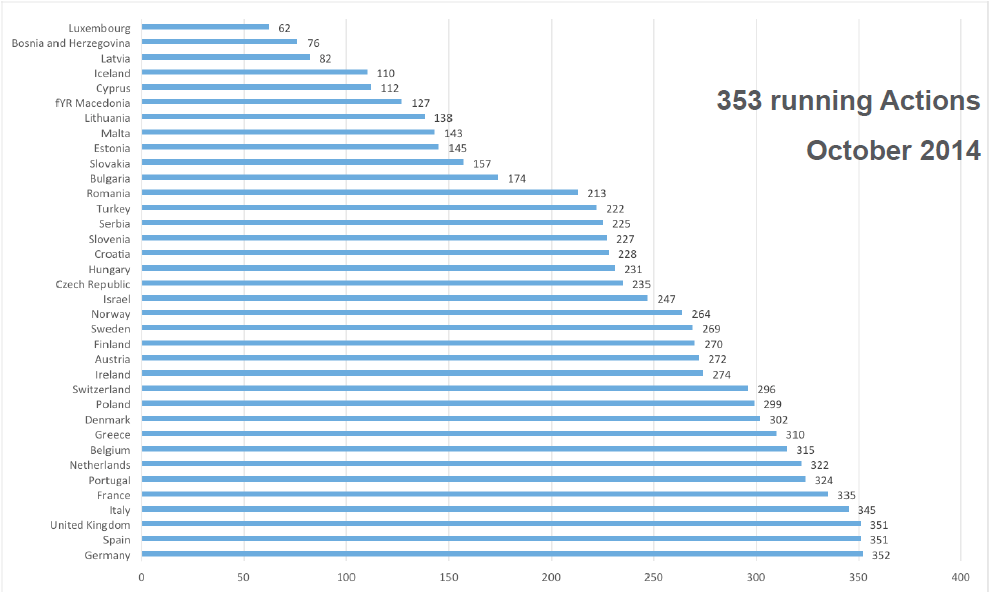 Luxembourg 62
Bosnia and Herzegovina 76
Latvia 82
Iceland 110
Cyprus 112
fYR Macedonia 127
Lithuania 138
Malta 143
Estonia 145
Slovakia 157
Bulgaria 174
Romania 213
Turkey 222
Serbia 225
Slovenia 227
Croatia 228
Hungary 231
Czech Republic 235
Israel 247
Norway 264
Sweden 269
Finland 270
Austria 272
Ireland 274
Switzerland 296
Poland 299
Denmark 302
Greece 310
Belgium 315
Netherlands 322
Portugal 324
France 335
Italy 345
United Kingdom 351
Spain 351
Germany 352
0 50 100 150 200 250 300 350 400
353 running Actions
October 2014